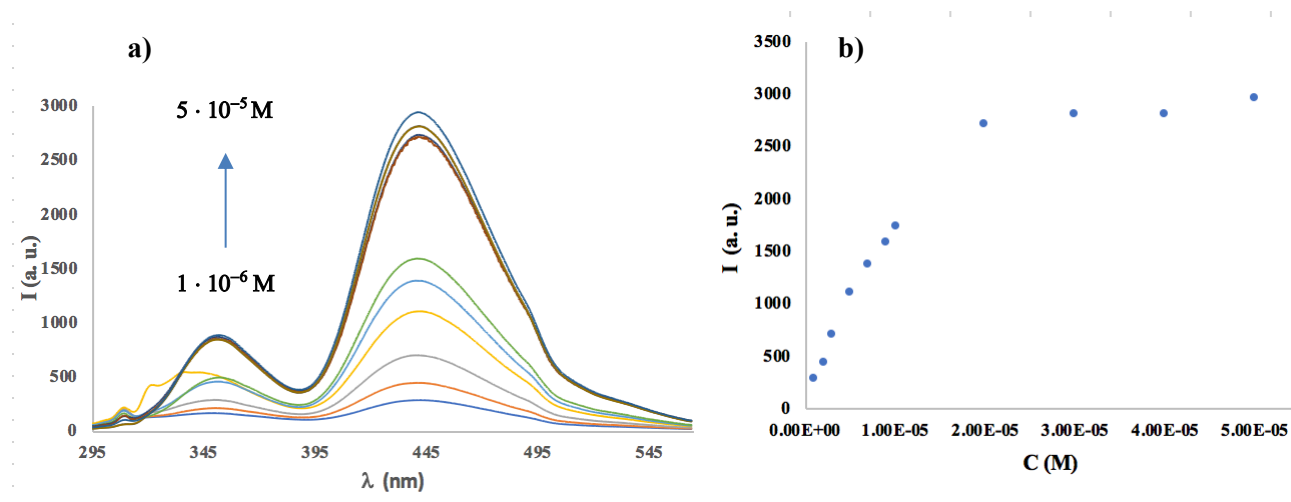 a)
5 · 10⁻⁵ M
1 · 10⁻⁶ M
I (a. u.)
3000
2500
2000
1500
1000
500
0
295
345
395
445
495
545
λ (nm)
b)
I (a. u.)
3500
3000
2500
2000
1500
1000
500
0
0.00E+00
1.00E-05
2.00E-05
3.00E-05
4.00E-05
5.00E-05
C (M)